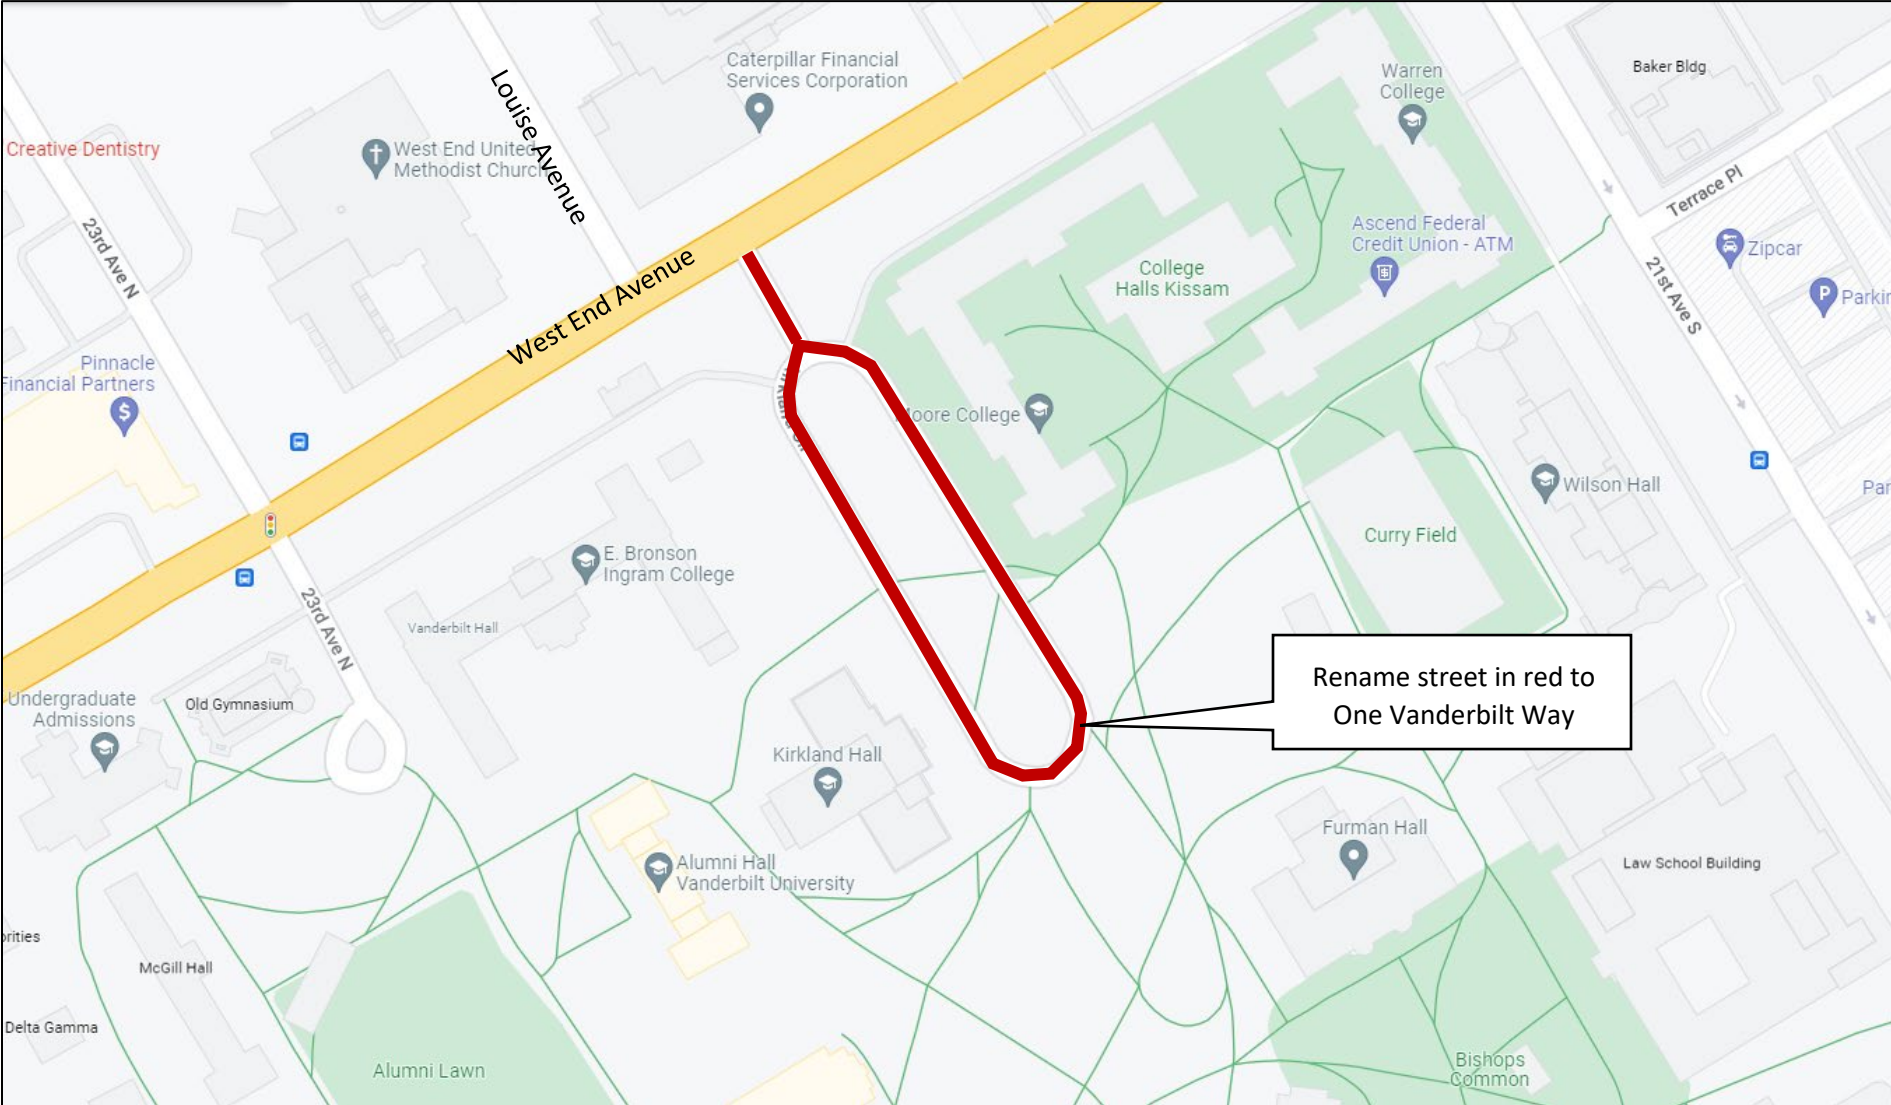 Caterpillar Financial
Services Corporation
Warren
College
Baker Bldg
Louise Avenue
Creative Dentistry
West End United
Methodist Church
Terrace Pl
Ascend Federal
Credit Union - ATM
Zipcar
23rd Ave N
College
Halls Kissam
21st Ave S
P
West End Avenue
Pinnacle
Financial Partners
$
Moore College
Wilson Hall
Curry Field
E. Bronson
Ingram College
23rd Ave N
Vanderbilt Hall
Rename street in red to
One Vanderbilt Way
Undergraduate
Admissions
Old Gymnasium
Kirkland Hall
Furman Hall
Alumni Hall
Vanderbilt University
Law School Building
McGill Hall
Delta Gamma
Alumni Lawn
Bishops
Common